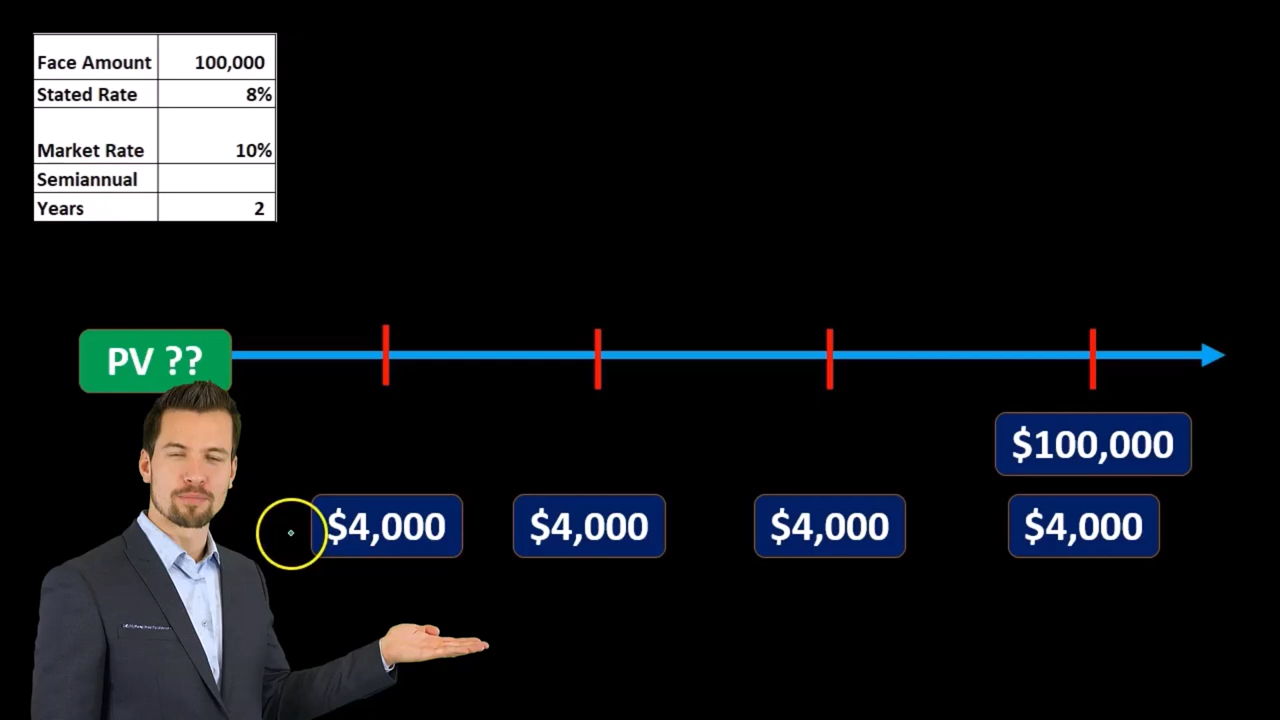 Face Amount 100,000
Stated Rate 8%
Market Rate 10%
Semiannual
Years 2
PV ??
$100,000
$4,000 $4,000 $4,000 $4,000